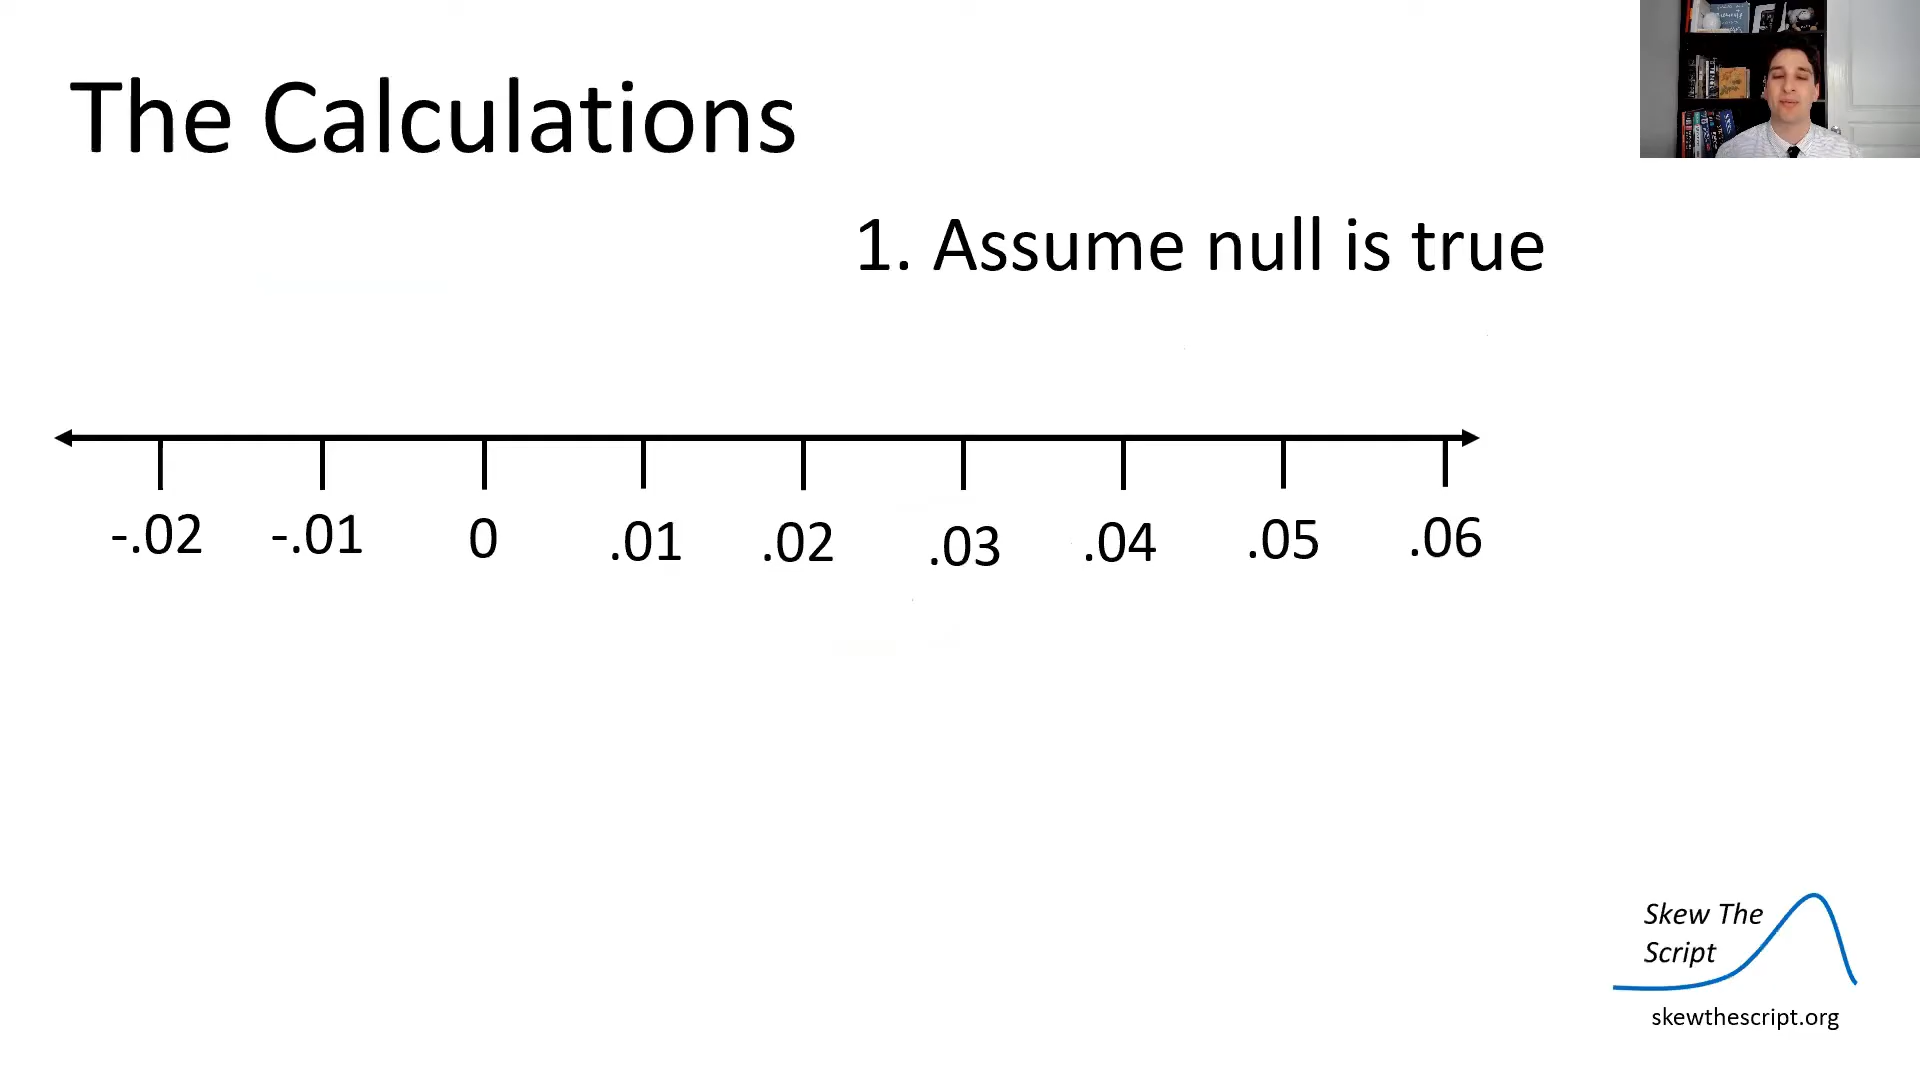 The Calculations
1. Assume null is true
-.02 -.01 0 .01 .02 .03 .04 .05 .06
Skew The
Script
skewthescript.org